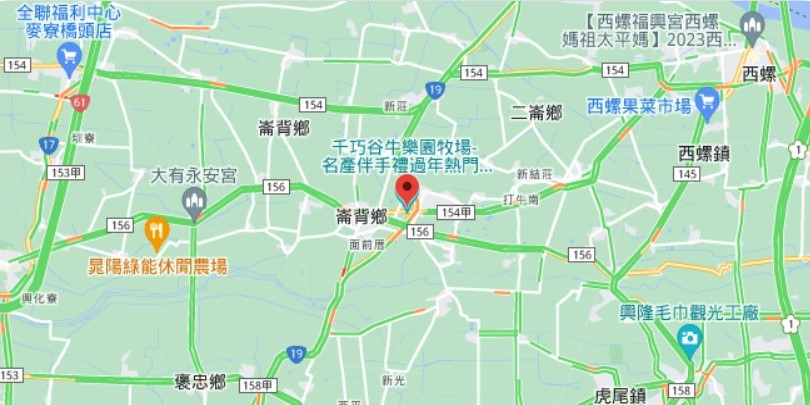 全聯福利中心
麥寮橋頭店
【西螺福興宮西螺
媽祖太平媽】2023西...
154
154
154
西螺
61
19
154
新莊
二崙鄉
西螺果菜市場
崙背鄉
17
圳寮
千巧谷牛樂園牧場-
名產伴手禮過年熱門...
西螺鎮
1
153甲
大有永安宮
156
新結莊
145
打牛湳
崙背鄉
154甲
156
156
面前厝
156
晁陽綠能休閒農場
興化寮
興隆毛巾觀光工廠
1
19
153
褒忠鄉
158甲
新光
158
虎尾鎮